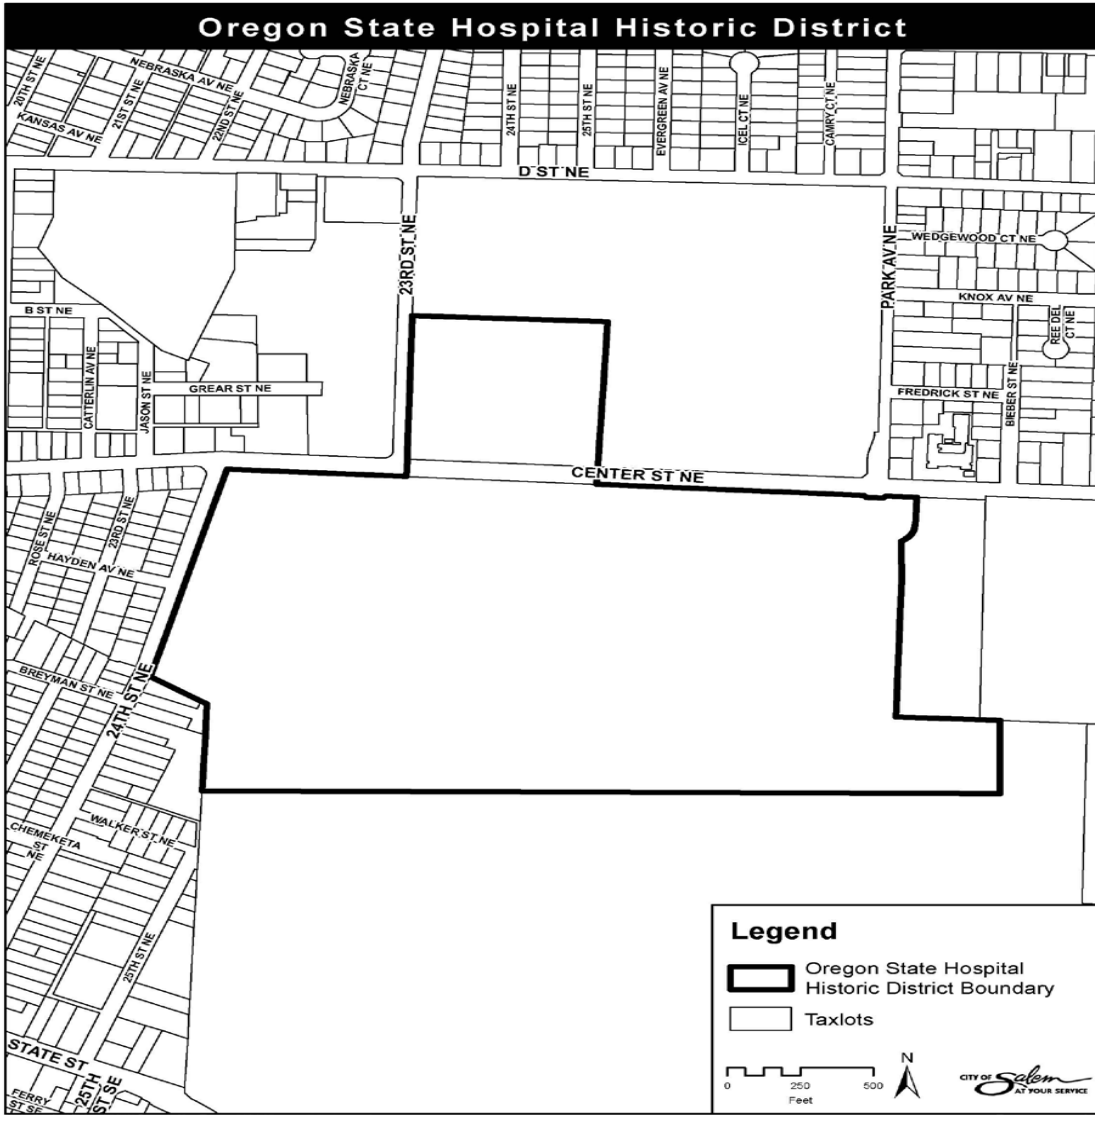 Oregon State Hospital Historic District
20TH ST NE
NEBRASKA AV NE
21ST ST NE
22ND ST NE
KANSAS AV NE
NEBRASKA
CT NE
24TH ST NE
25TH ST NE
EVERGREEN AV NE
ICEL CT NE
CAMRY CT NE
D ST NE
23RD ST NE
PARK AV NE
WEDGEWOOD CT NE
KNOX AV NE
REE DEL
CT NE
B ST NE
CATTERLIN AV NE
JASON ST NE
GREAR ST NE
FREDRICK ST NE
BIEBER ST NE
CENTER ST NE
ROSE ST NE
23RD ST NE
HAYDEN AV NE
BREYMAN ST NE
24TH ST NE
WALKER ST NE
CHEMEKETA
ST
NE
25TH ST NE
STATE ST
25TH
ST SE
FERRY
ST SE
Legend
Oregon State Hospital
Historic District Boundary
Taxlots
0 250 500
Feet
N
CITY OF Salem
AT YOUR SERVICE